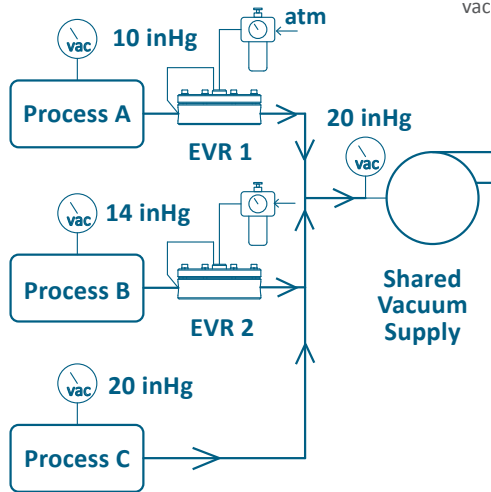 vac
atm
10 inHg
vac
Process A
EVR 1
20 inHg
vac
14 inHg
vac
Process B
EVR 2
Shared
Vacuum
Supply
20 inHg
vac
Process C